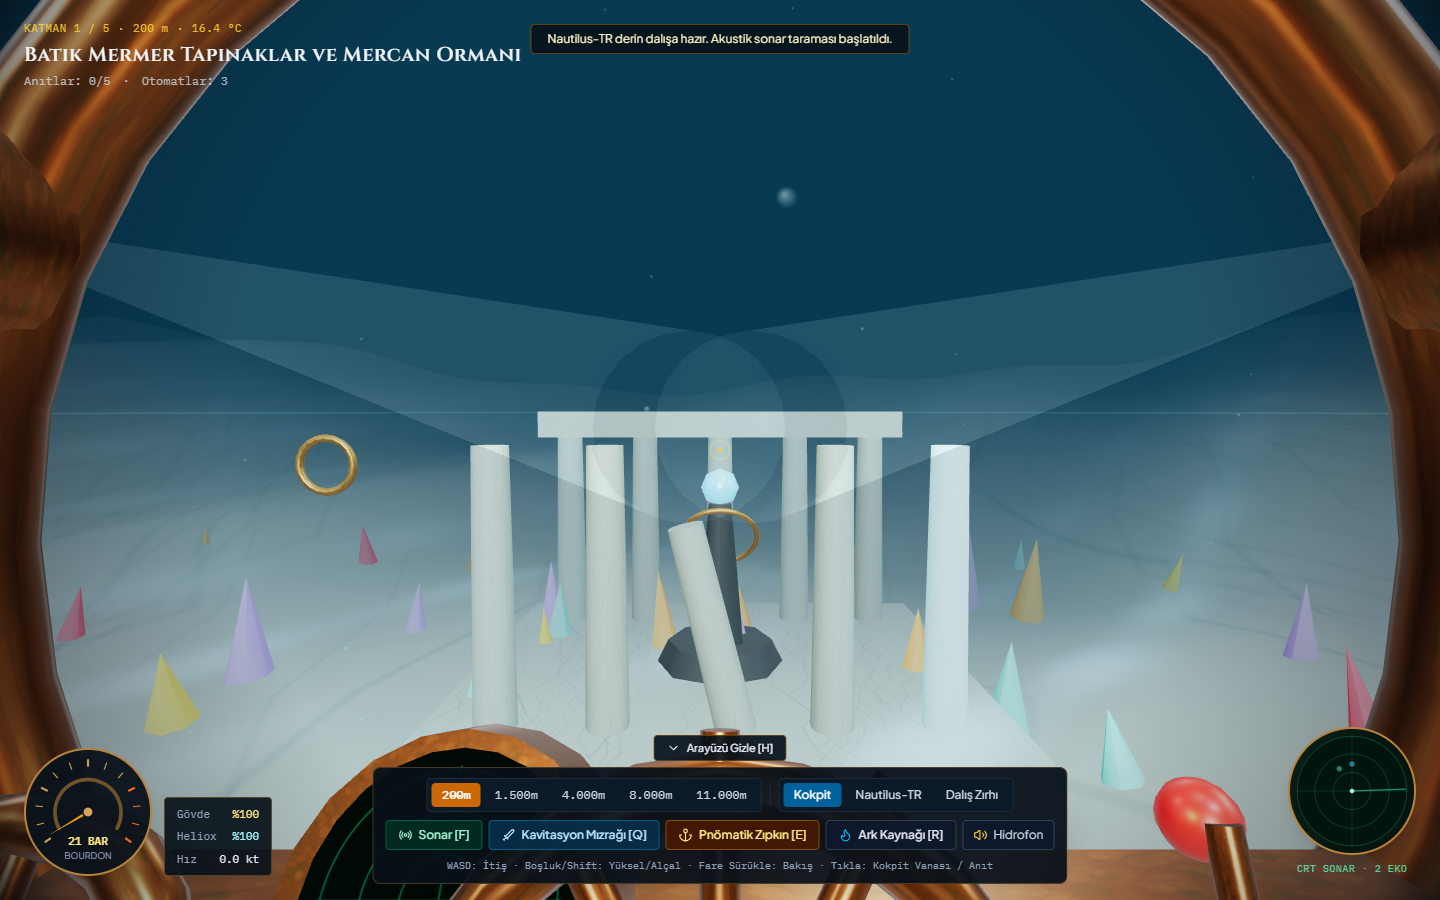 KATMAN 1 / 5 · 200 m · 16.4 °C
Batık Mermer Tapınaklar ve Mercan Ormanı
Anıtlar: 0/5 · Otomatlar: 3
Nautilus-TR derin dalışa hazır. Akustik sonar taraması başlatıldı.
Arayüzü Gizle [H]
200m 1.500m 4.000m 8.000m 11.000m Kokpit Nautilus-TR Dalış Zırhı
Sonar [F] Kavitasyon Mızrağı [Q] Pnömatik Zıpkın [E] Ark Kaynağı [R] Hidrofon
WASD: İtiş · Boşluk/Shift: Yüksel/Alçal · Fare Sürükle: Bakış · Tıkla: Kokpit Vanası / Anıt
21 BAR
BOURDON
Gövde %100
Heliox %100
Hız 0.0 kt
CRT SONAR · 2 EKO